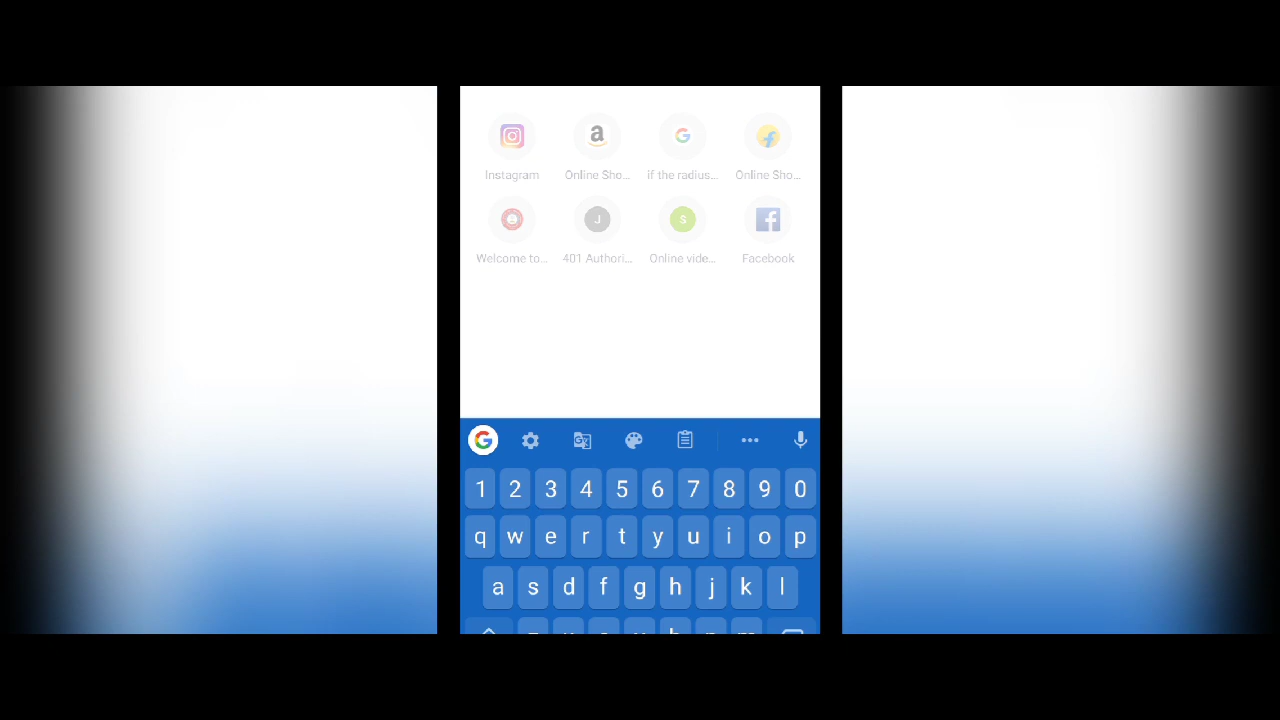 Instagram Online Sho... if the radius... Online Sho...
J S
Welcome to... 401 Authori... Online vide... Facebook
1 2 3 4 5 6 7 8 9 0
q w e r t y u i o p
a s d f g h j k l